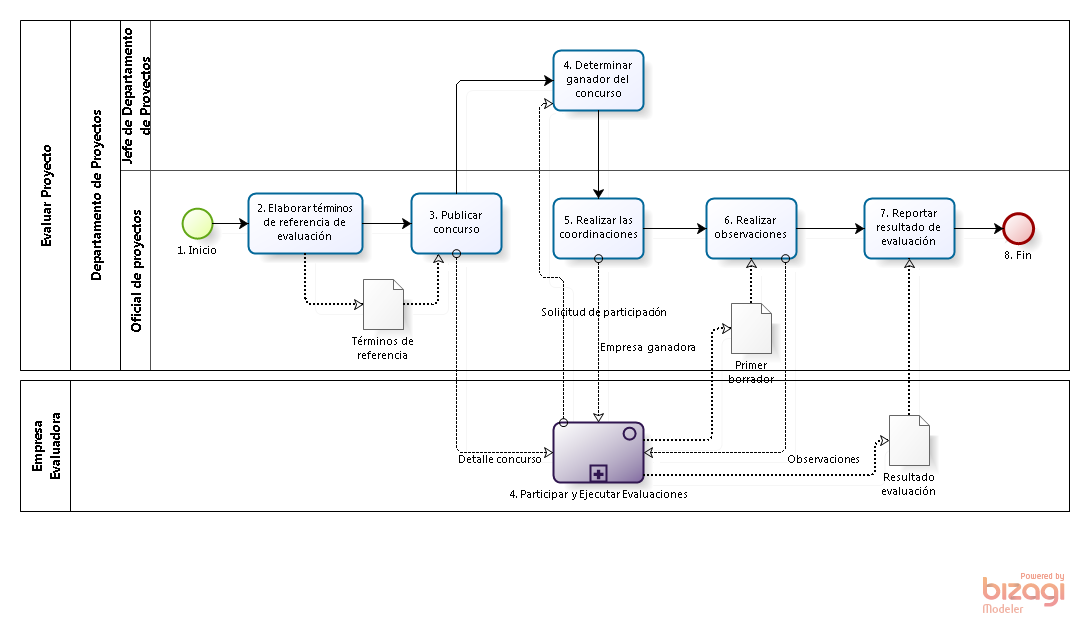 Evaluar Proyecto
Departamento de Proyectos
Jefe de Departamento
de Proyectos
4. Determinar
ganador del
concurso
Oficial de proyectos
1. Inicio
2. Elaborar términos
de referencia de
evaluación
3. Publicar
concurso
5. Realizar las
coordinaciones
6. Realizar
observaciones
7. Reportar
resultado de
evaluación
8. Fin
Términos de
referencia
Solicitud de participación
Empresa ganadora
Primer
borrador
Empresa
Evaluadora
Detalle concurso
4. Participar y Ejecutar Evaluaciones
Observaciones
Resultado
evaluación
Powered by
bizagi
Modeler